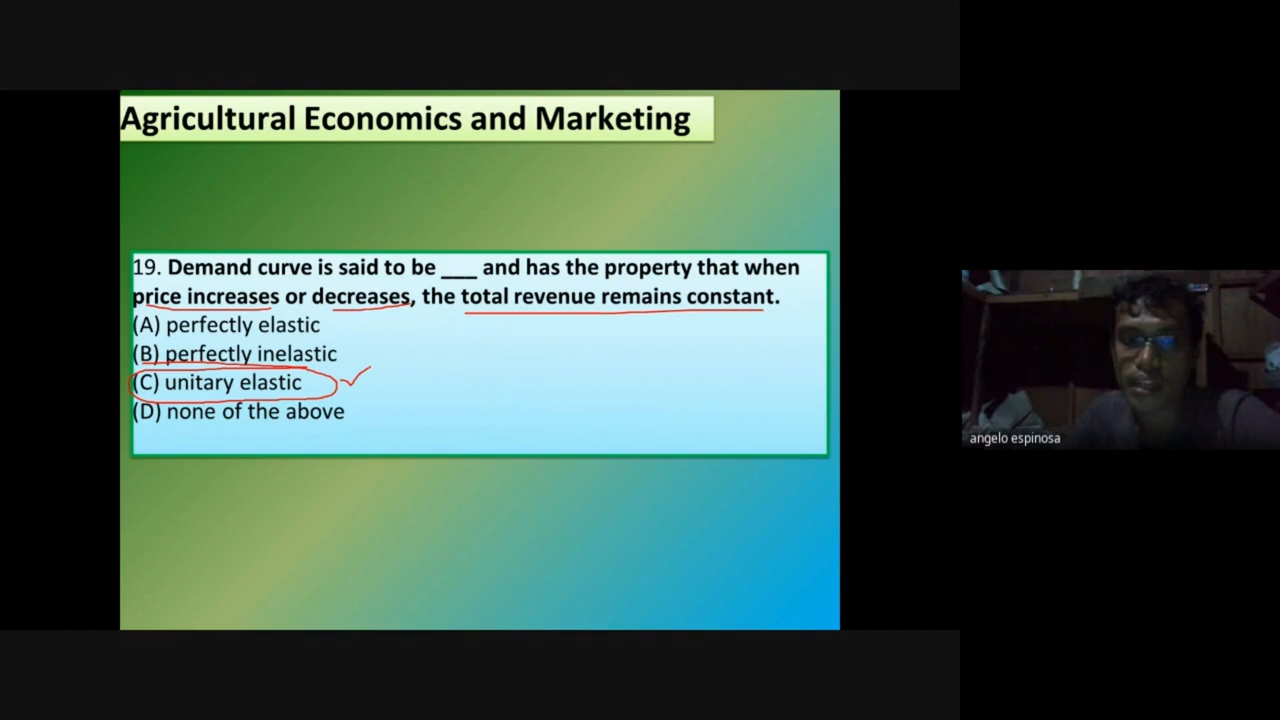 Agricultural Economics and Marketing
19. Demand curve is said to be ___ and has the property that when
price increases or decreases, the total revenue remains constant.
(A) perfectly elastic
(B) perfectly inelastic
(C) unitary elastic
(D) none of the above
angelo espinosa